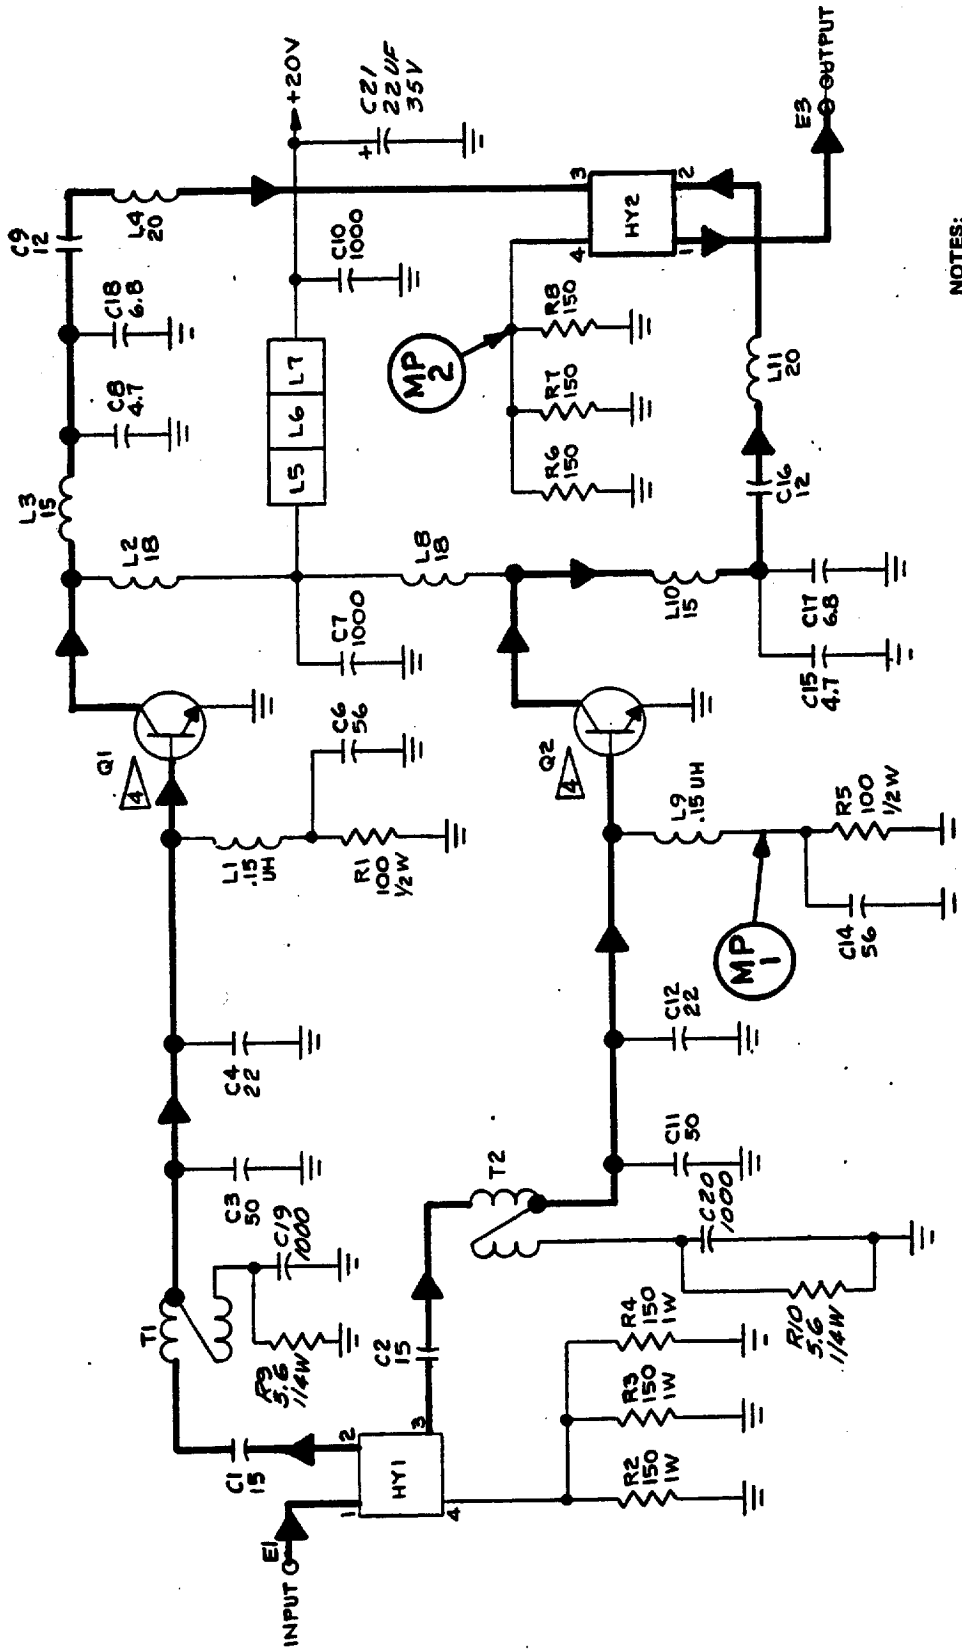 INPUT
E1
HY1
1
2
3
4
C1
15
T1
R9
5.6
1/4W
C19
1000
C3
50
C4
22
L1
.15
UH
R1
100
1/2W
C6
56
Q1
4
L2
18
L3
15
C8
4.7
C18
6.8
C9
12
L4
20
C7
1000
L5
L6
L7
C10
1000
+20V
+
C21
22UF
35V
L8
18
R2
150
1W
R3
150
1W
R4
150
1W
C2
15
T2
R10
5.6
1/4W
C20
1000
C11
50
C12
22
L9
.15UH
MP
1
C14
56
R5
100
1/2W
Q2
4
L10
15
C15
4.7
C17
6.8
C16
12
L11
20
R6
150
R7
150
R8
150
MP
2
HY2
4
3
1
2
E3
OUTPUT
NOTES: